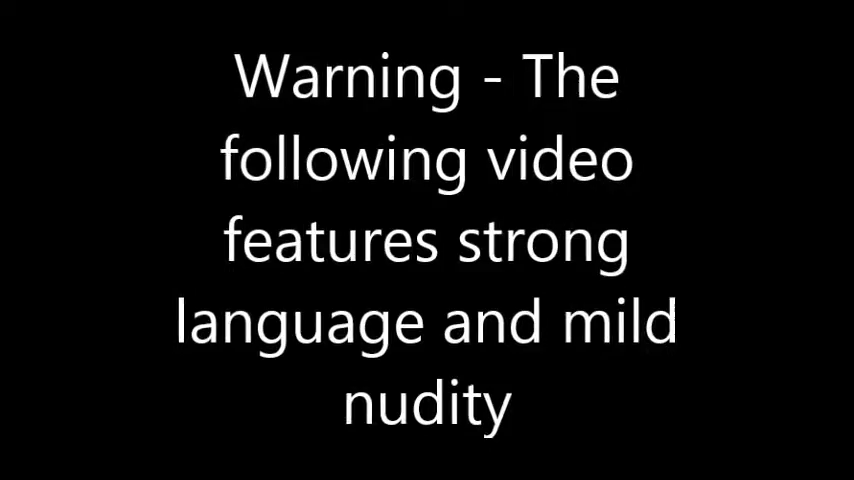 Warning - The
following video
features strong
language and mild
nudity